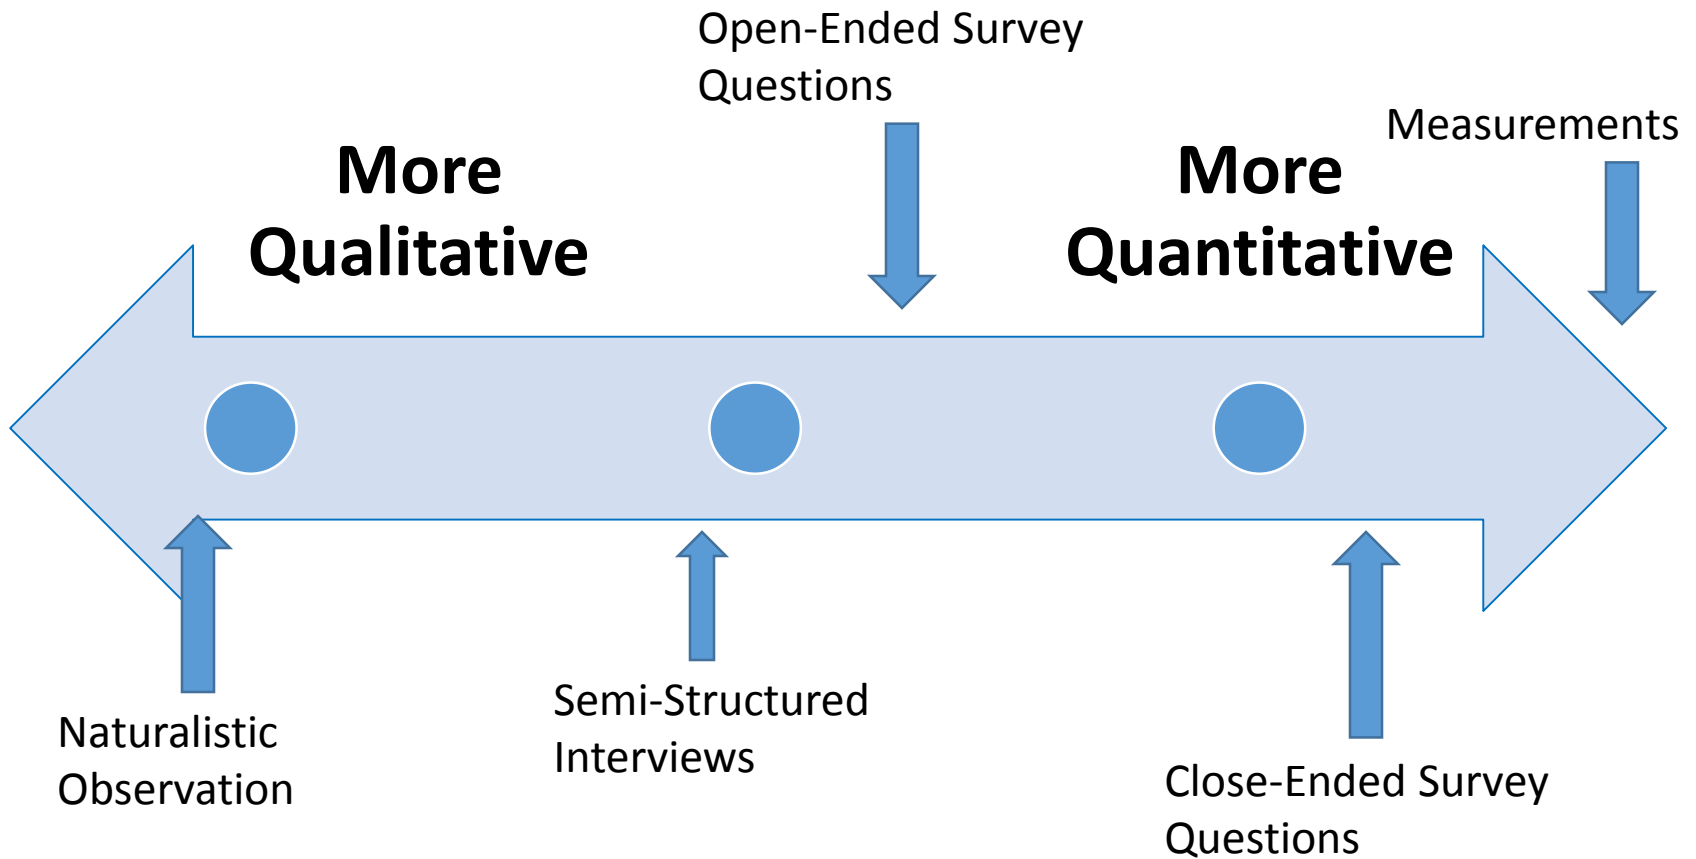 Open-Ended Survey
Questions
Measurements
More
Qualitative
More
Quantitative
Naturalistic
Observation
Semi-Structured
Interviews
Close-Ended Survey
Questions